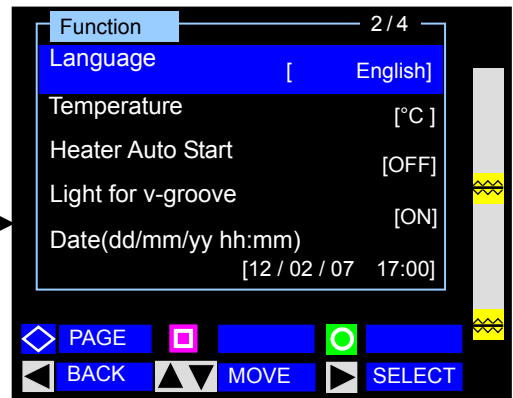 Function 2/4
Language [ English]
Temperature [°C ]
Heater Auto Start [OFF]
Light for v-groove [ON]
Date(dd/mm/yy hh:mm)
[12 / 02 / 07 17:00]
PAGE
BACK MOVE SELECT